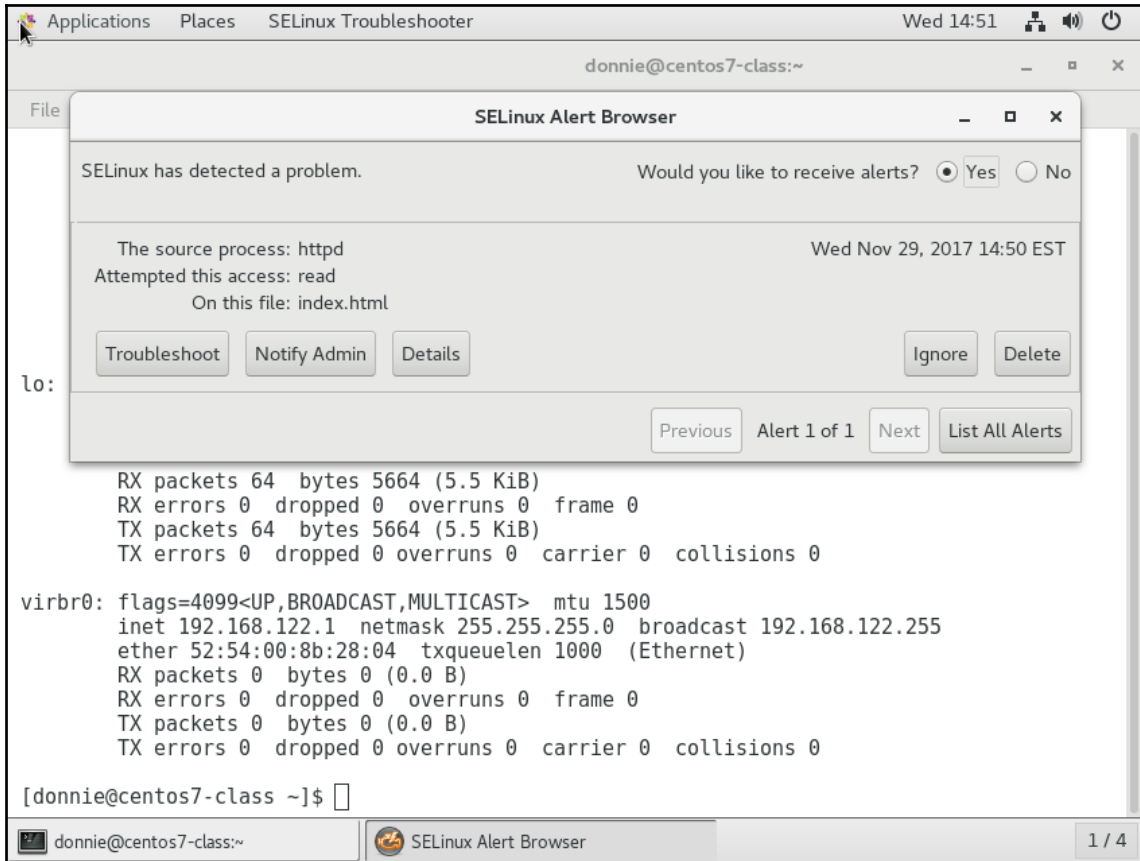 Applications Places SELinux Troubleshooter Wed 14:51
donnie@centos7-class:~
File
SELinux Alert Browser
SELinux has detected a problem. Would you like to receive alerts? Yes No
The source process: httpd Wed Nov 29, 2017 14:50 EST
Attempted this access: read
On this file: index.html
Troubleshoot Notify Admin Details Ignore Delete
lo:
Previous Alert 1 of 1 Next List All Alerts
RX packets 64  bytes 5664 (5.5 KiB)
RX errors 0  dropped 0  overruns 0  frame 0
TX packets 64  bytes 5664 (5.5 KiB)
TX errors 0  dropped 0 overruns 0  carrier 0  collisions 0
virbr0: flags=4099<UP,BROADCAST,MULTICAST>  mtu 1500
inet 192.168.122.1  netmask 255.255.255.0  broadcast 192.168.122.255
ether 52:54:00:8b:28:04  txqueuelen 1000  (Ethernet)
RX packets 0  bytes 0 (0.0 B)
RX errors 0  dropped 0  overruns 0  frame 0
TX packets 0  bytes 0 (0.0 B)
TX errors 0  dropped 0 overruns 0  carrier 0  collisions 0
[donnie@centos7-class ~]$
donnie@centos7-class:~ SELinux Alert Browser 1 / 4